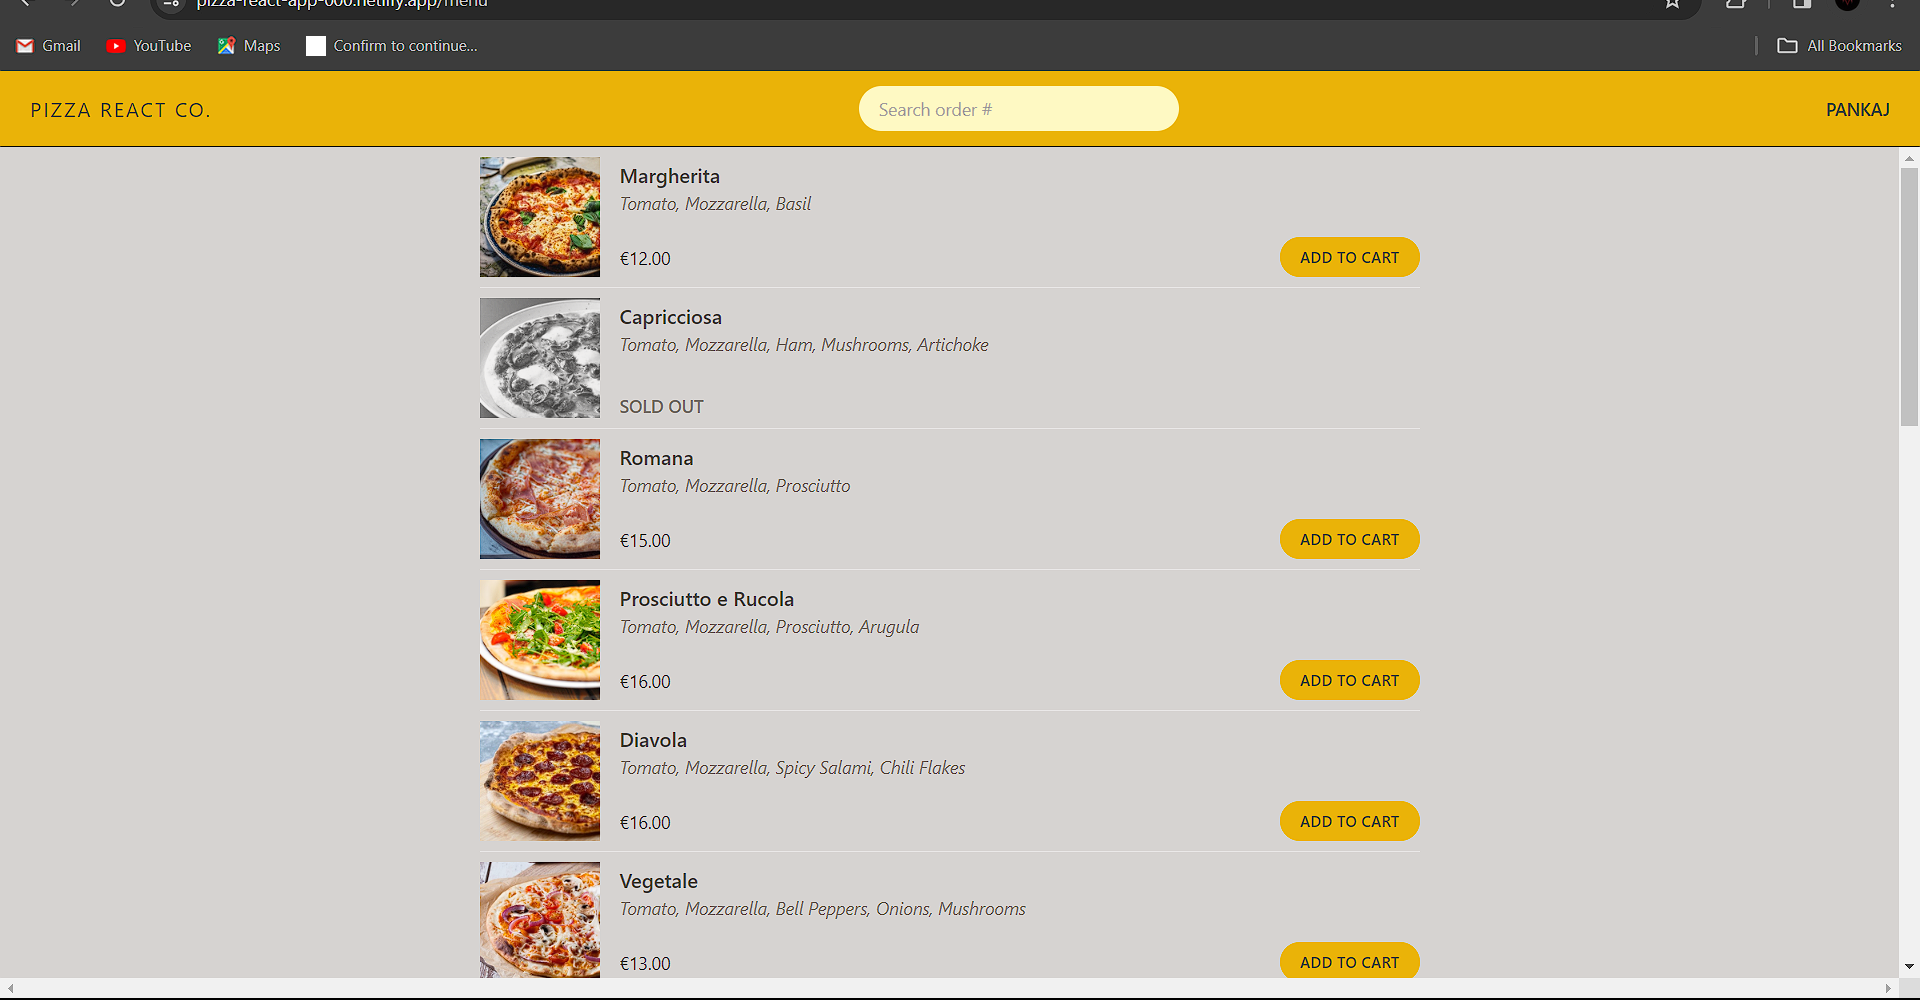 pizza-react-app-000.netlify.app/menu
Gmail YouTube Maps Confirm to continue... All Bookmarks
PIZZA REACT CO. Search order # PANKAJ
Margherita
Tomato, Mozzarella, Basil
€12.00 ADD TO CART
Capricciosa
Tomato, Mozzarella, Ham, Mushrooms, Artichoke
SOLD OUT
Romana
Tomato, Mozzarella, Prosciutto
€15.00 ADD TO CART
Prosciutto e Rucola
Tomato, Mozzarella, Prosciutto, Arugula
€16.00 ADD TO CART
Diavola
Tomato, Mozzarella, Spicy Salami, Chili Flakes
€16.00 ADD TO CART
Vegetale
Tomato, Mozzarella, Bell Peppers, Onions, Mushrooms
€13.00 ADD TO CART